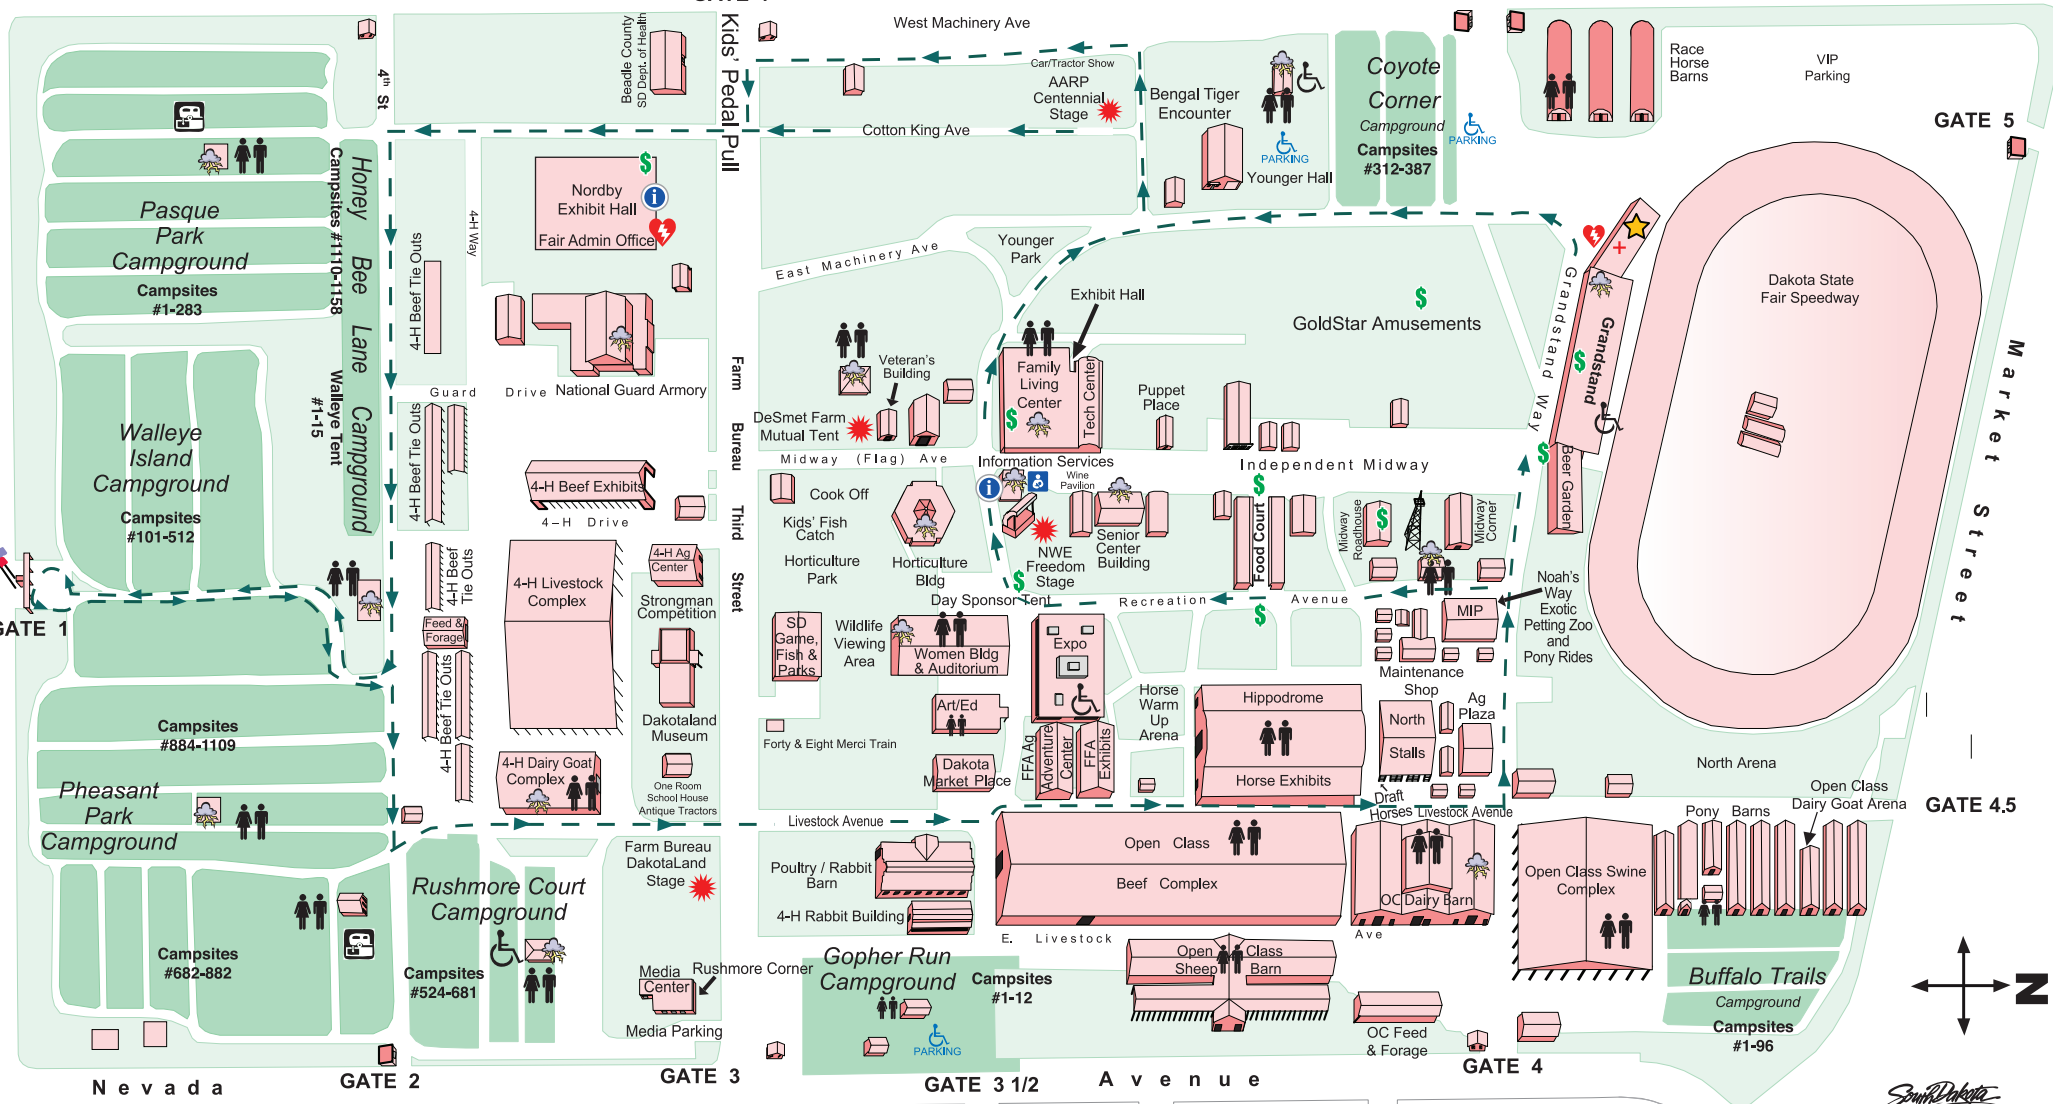 West Machinery Ave
Kids' Pedal Pull
Beadle County
SD Dept. of Health
4th St
Car/Tractor Show
AARP
Centennial
Stage
Cotton King Ave
Bengal Tiger
Encounter
PARKING
Younger Hall
Coyote
Corner
Campground
Campsites
#312-387
PARKING
Race
Horse
Barns
VIP
Parking
GATE 5
Pasque
Park
Campground
Campsites
#1-283
Honey Bee Lane Campground
Campsites #1110-1158
Walleye Tent
#1-15
4-H Beef Tie Outs
4-H Way
Nordby
Exhibit Hall
Fair Admin Office
East Machinery Ave
Younger
Park
Exhibit Hall
GoldStar Amusements
Grandstand Way
Grandstand
Dakota State
Fair Speedway
Market Street
National Guard Armory
Guard Drive
Farm Bureau Third Street
Veteran's
Building
DeSmet Farm
Mutual Tent
Midway (Flag) Ave
Family
Living
Center
Tech Center
Puppet
Place
Independent Midway
Beer Garden
Walleye
Island
Campground
Campsites
#101-512
4-H Beef Tie Outs
4-H Beef Exhibits
4-H Drive
Cook Off
Kids' Fish
Catch
Horticulture
Park
Horticulture
Bldg
Information Services
Wine
Pavilion
NWE
Freedom
Stage
Senior
Center
Building
Food Court
Midway
Roadhouse
Midway
Corner
Noah's
Way
Exotic
Petting Zoo
and
Pony Rides
GATE 1
4-H Beef
Tie Outs
Feed &
Forage
4-H Beef Tie Outs
4-H Livestock
Complex
4-H Ag
Center
Strongman
Competition
Dakotaland
Museum
One Room
School House
Antique Tractors
SD
Game,
Fish &
Parks
Wildlife
Viewing
Area
Day Sponsor Tent
Women Bldg
& Auditorium
Recreation Avenue
Expo
MIP
Maintenance
Shop
Art/Ed
Forty & Eight Merci Train
Dakota
Market Place
FFA Ag
Adventure
Center
FFA
Exhibits
Horse
Warm
Up
Arena
Hippodrome
Horse Exhibits
North
Stalls
Ag
Plaza
Draft
Horses
North Arena
Open Class
Dairy Goat Arena
GATE 4.5
Campsites
#884-1109
Pheasant
Park
Campground
4-H Dairy Goat
Complex
Livestock Avenue
Livestock Avenue
Pony Barns
Farm Bureau
DakotaLand
Stage
Poultry / Rabbit
Barn
4-H Rabbit Building
Open Class
Beef Complex
OC Dairy Barn
Open Class Swine
Complex
E. Livestock Ave
Rushmore Court
Campground
Campsites
#524-681
Campsites
#682-882
Media
Center
Rushmore Corner
Media Parking
Gopher Run
Campground
Campsites
#1-12
PARKING
Open Class
Sheep Barn
OC Feed
& Forage
Buffalo Trails
Campground
Campsites
#1-96
N
Nevada Avenue
GATE 2
GATE 3
GATE 3 1/2
GATE 4
South Dakota